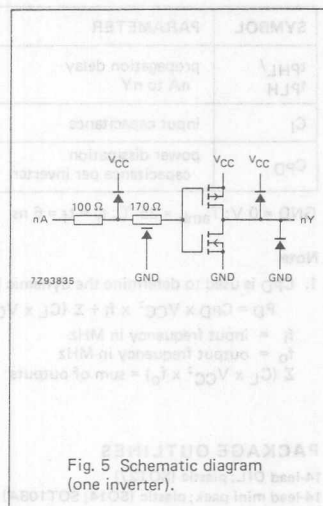 SYMBOL PARAMETER
tPHL/ propagation delay
tPLH nA to nY
CI input capacitance
CPD power dissipation
capacitance per inverter
VCC VCC VCC
100 Ω 170 Ω
nA nY
7Z93835 GND GND GND
Note
1. CPD is used to determine the dynamic
PD = CPD x VCC² x fi + Σ (CL x VC
fi = input frequency in MHz
fo = output frequency in MHz
Σ (CL x VCC² x fo) = sum of outputs
PACKAGE OUTLINES
14-lead DIL; plastic
14-lead mini pack; plastic (SO14; SOT108A)
Fig. 5 Schematic diagram
(one inverter).